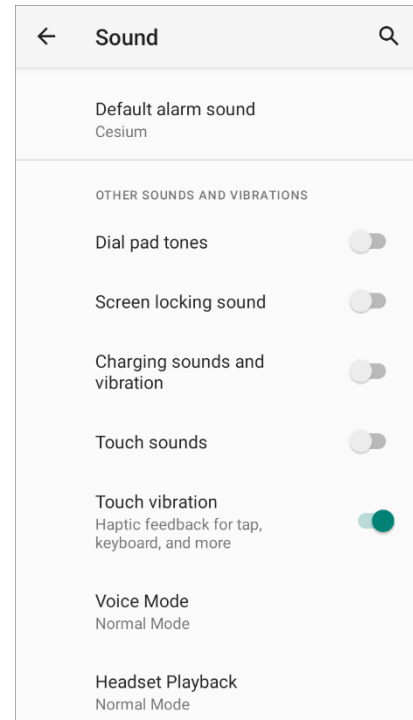 Sound
Default alarm sound
Cesium
OTHER SOUNDS AND VIBRATIONS
Dial pad tones
Screen locking sound
Charging sounds and
vibration
Touch sounds
Touch vibration
Haptic feedback for tap,
keyboard, and more
Voice Mode
Normal Mode
Headset Playback
Normal Mode